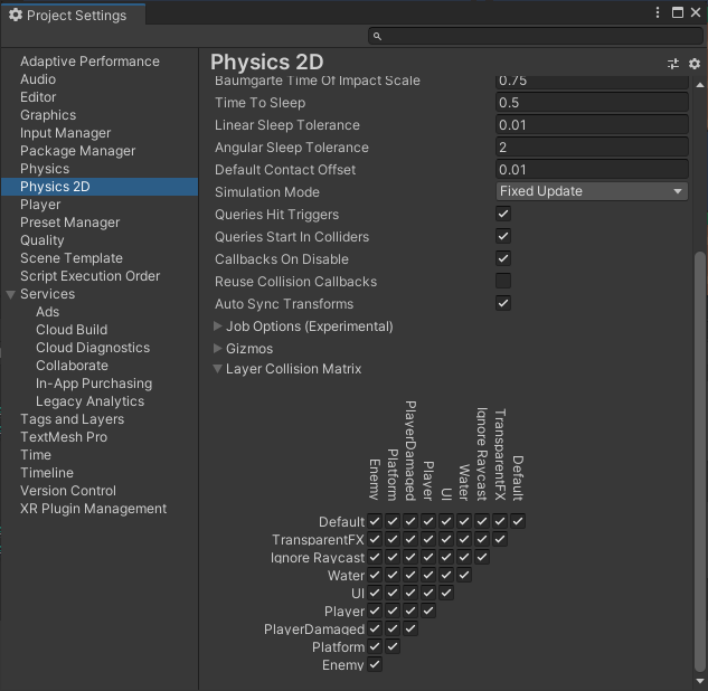 Project Settings
Adaptive Performance
Audio
Editor
Graphics
Input Manager
Package Manager
Physics
Physics 2D
Player
Preset Manager
Quality
Scene Template
Script Execution Order
Services
Ads
Cloud Build
Cloud Diagnostics
Collaborate
In-App Purchasing
Legacy Analytics
Tags and Layers
TextMesh Pro
Time
Timeline
Version Control
XR Plugin Management
Physics 2D
Baumgarte Time Of Impact Scale 0.75
Time To Sleep 0.5
Linear Sleep Tolerance 0.01
Angular Sleep Tolerance 2
Default Contact Offset 0.01
Simulation Mode Fixed Update
Queries Hit Triggers
Queries Start In Colliders
Callbacks On Disable
Reuse Collision Callbacks
Auto Sync Transforms
Job Options (Experimental)
Gizmos
Layer Collision Matrix
Enemy
Platform
PlayerDamaged
Player
UI
Water
Ignore Raycast
TransparentFX
Default
Default
TransparentFX
Ignore Raycast
Water
UI
Player
PlayerDamaged
Platform
Enemy